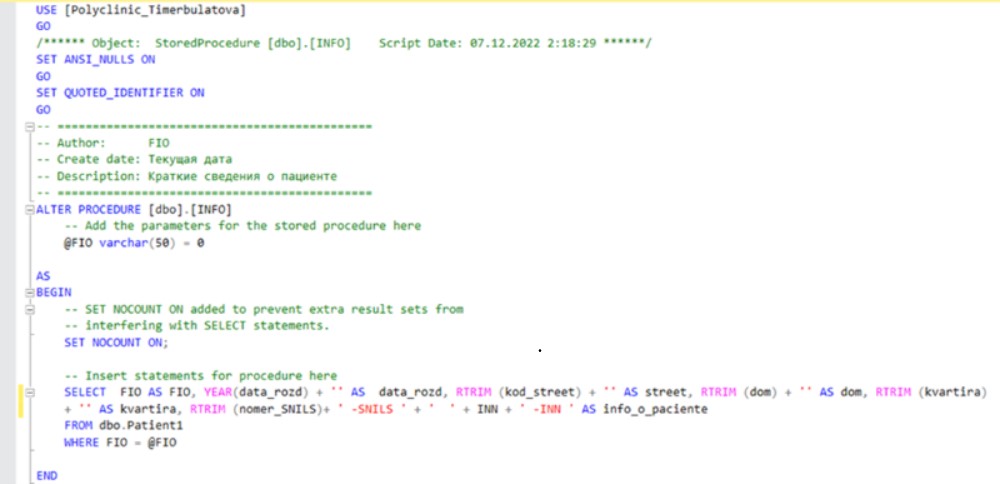 USE [Polyclinic_Timerbulatova]
GO
/****** Object:  StoredProcedure [dbo].[INFO]    Script Date: 07.12.2022 2:18:29 ******/
SET ANSI_NULLS ON
GO
SET QUOTED_IDENTIFIER ON
GO
-- =============================================
-- Author:      FIO
-- Create date: Текущая дата
-- Description: Краткие сведения о пациенте
-- =============================================
ALTER PROCEDURE [dbo].[INFO]
-- Add the parameters for the stored procedure here
@FIO varchar(50) = 0
AS
BEGIN
-- SET NOCOUNT ON added to prevent extra result sets from
-- interfering with SELECT statements.
SET NOCOUNT ON;
-- Insert statements for procedure here
SELECT  FIO AS FIO, YEAR(data_rozd) + '' AS  data_rozd, RTRIM (kod_street) + '' AS street, RTRIM (dom) + '' AS dom, RTRIM (kvartira)
+ '' AS kvartira, RTRIM (nomer_SNILS)+ ' -SNILS ' + '  ' + INN + ' -INN ' AS info_o_paciente
FROM dbo.Patient1
WHERE FIO = @FIO
END